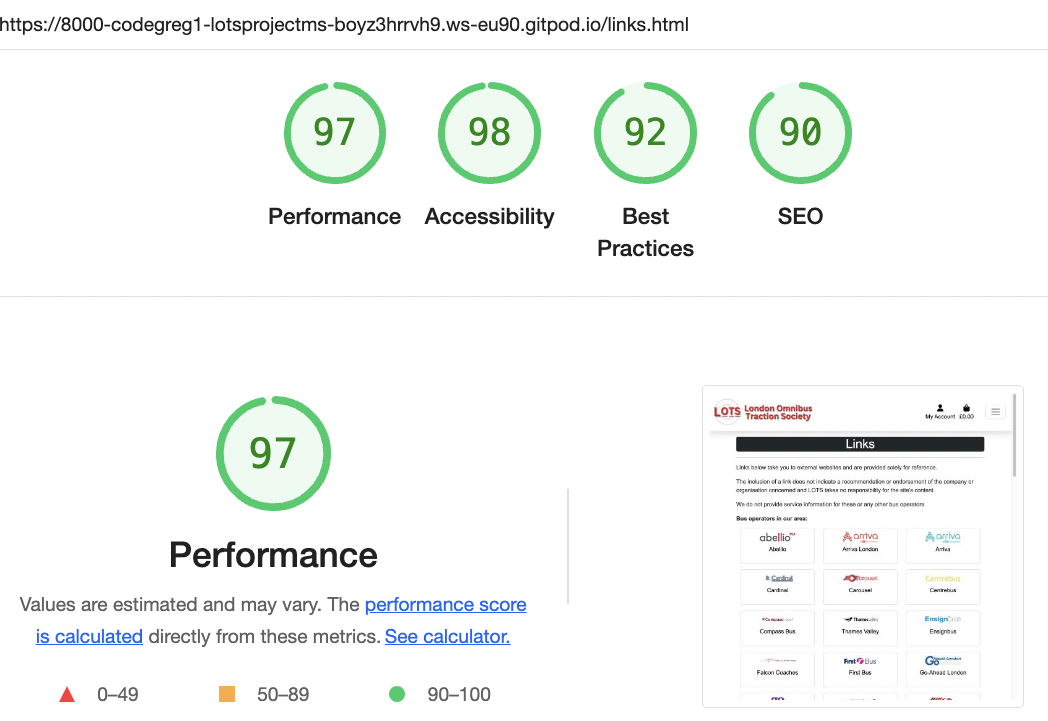 https://8000-codegreg1-lotsprojectms-boyz3hrrvh9.ws-eu90.gitpod.io/links.html
97
98
92
90
Performance
Accessibility
Best
Practices
SEO
97
Performance
Values are estimated and may vary. The performance score
is calculated directly from these metrics. See calculator.
0–49
50–89
90–100
LOTS London Omnibus
Traction Society
My Account £0.00
Links
Links below take you to external websites and are provided solely for reference.
The inclusion of a link does not indicate a recommendation or endorsement of the company or
organisation concerned and LOTS takes no responsibility for the site's content.
We do not provide service information for these or any other bus operators
Bus operators in our area:
abellio
arriva
arriva
Abellio
Arriva London
Arriva
Cardinal
Carousel
Centrebus
Cardinal
Carousel
Centrebus
Compass
Thames Valley
Ensignbus
Compass Bus
Thames Valley
Ensignbus
First Bus
Go
Falcon Coaches
First Bus
Go-Ahead London